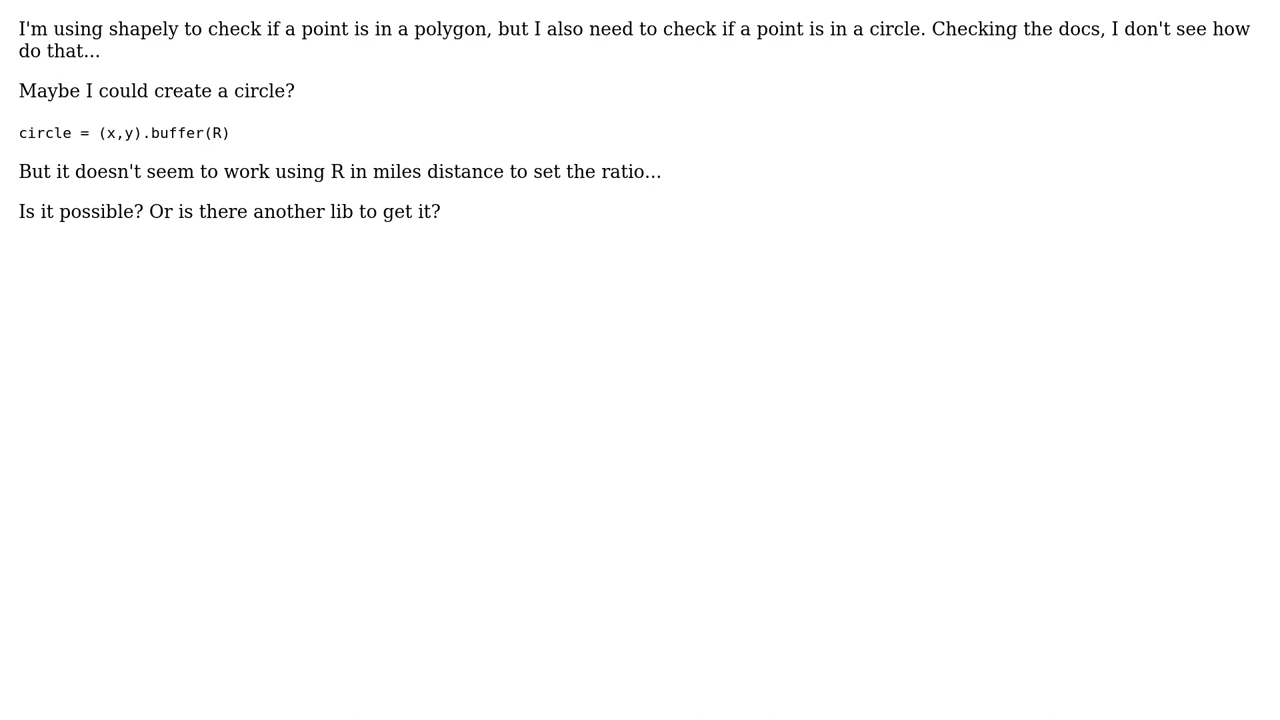 I'm using shapely to check if a point is in a polygon, but I also need to check if a point is in a circle. Checking the docs, I don't see how
do that...
Maybe I could create a circle?
circle = (x,y).buffer(R)
But it doesn't seem to work using R in miles distance to set the ratio...
Is it possible? Or is there another lib to get it?